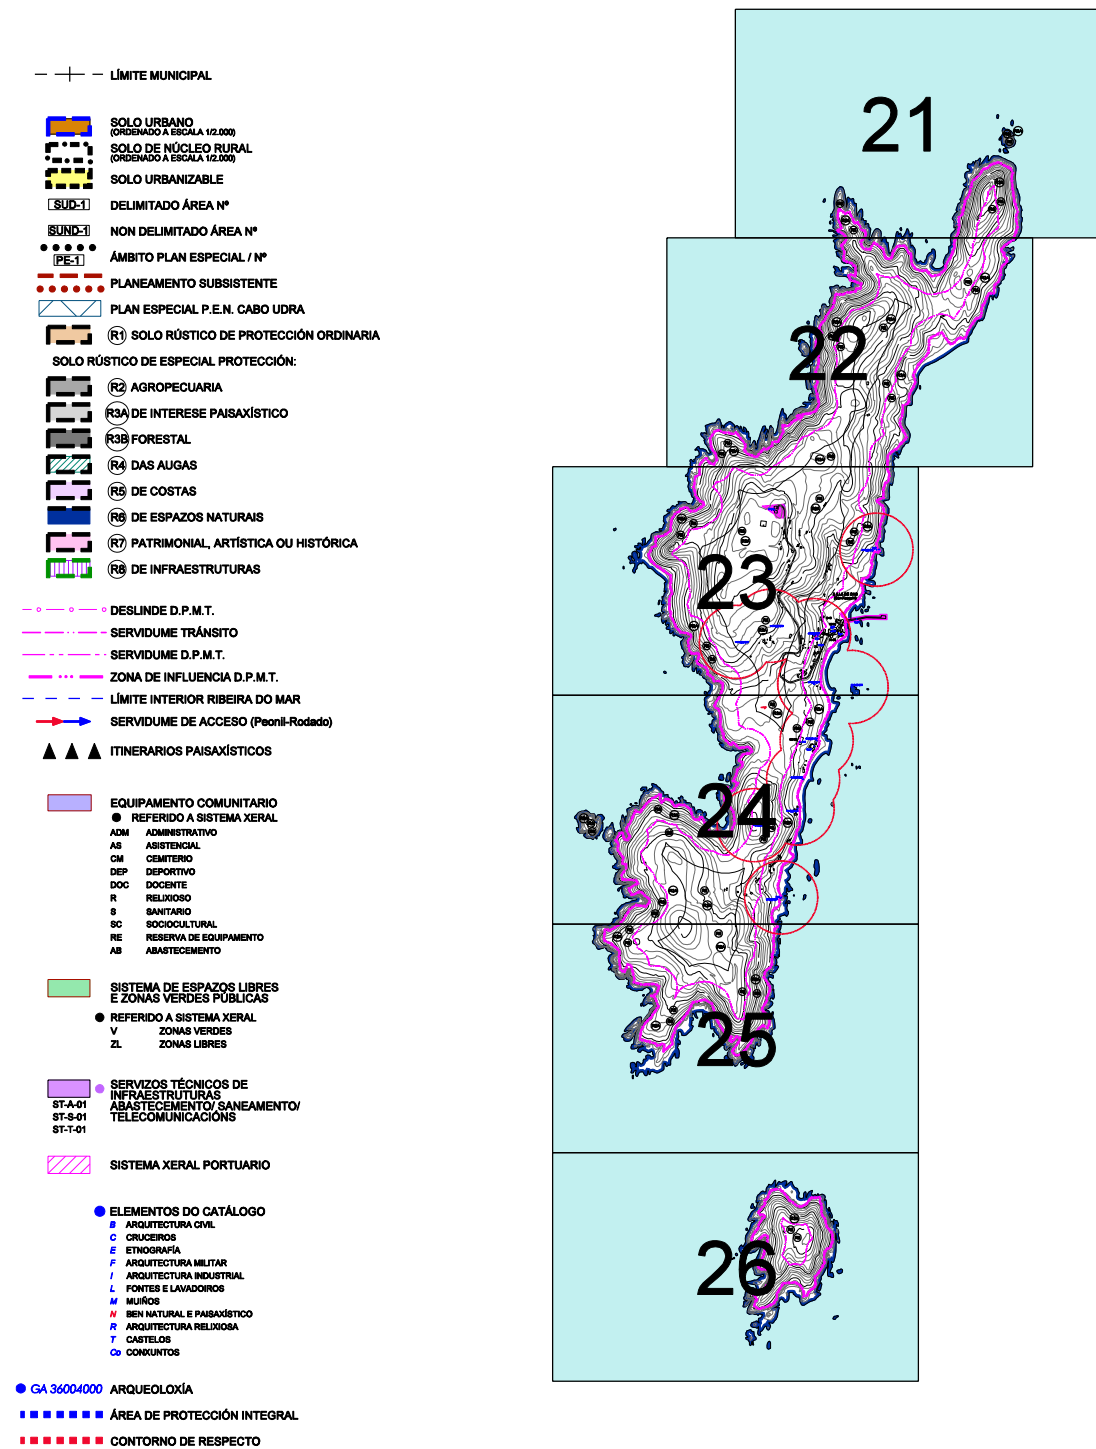 LÍMITE MUNICIPAL
SOLO URBANO
(ORDENADO A ESCALA 1/2.000)
SOLO DE NÚCLEO RURAL
(ORDENADO A ESCALA 1/2.000)
SOLO URBANIZABLE
SUD-1 DELIMITADO ÁREA Nº
SUND-1 NON DELIMITADO ÁREA Nº
PE-1 ÁMBITO PLAN ESPECIAL / Nº
PLANEAMENTO SUBSISTENTE
PLAN ESPECIAL P.E.N. CABO UDRA
R1 SOLO RÚSTICO DE PROTECCIÓN ORDINARIA
SOLO RÚSTICO DE ESPECIAL PROTECCIÓN:
R2 AGROPECUARIA
R3A DE INTERESE PAISAXÍSTICO
R3B FORESTAL
R4 DAS AUGAS
R5 DE COSTAS
R6 DE ESPAZOS NATURAIS
R7 PATRIMONIAL, ARTÍSTICA OU HISTÓRICA
R8 DE INFRAESTRUTURAS
DESLINDE D.P.M.T.
SERVIDUME TRÁNSITO
SERVIDUME D.P.M.T.
ZONA DE INFLUENCIA D.P.M.T.
LÍMITE INTERIOR RIBEIRA DO MAR
SERVIDUME DE ACCESO (Peonil-Rodado)
ITINERARIOS PAISAXÍSTICOS
EQUIPAMENTO COMUNITARIO
REFERIDO A SISTEMA XERAL
ADM ADMINISTRATIVO
AS ASISTENCIAL
CM CEMITERIO
DEP DEPORTIVO
DOC DOCENTE
R RELIXIOSO
S SANITARIO
SC SOCIOCULTURAL
RE RESERVA DE EQUIPAMENTO
AB ABASTECEMENTO
SISTEMA DE ESPAZOS LIBRES
E ZONAS VERDES PÚBLICAS
REFERIDO A SISTEMA XERAL
V ZONAS VERDES
ZL ZONAS LIBRES
SERVIZOS TÉCNICOS DE
INFRAESTRUTURAS
ST-A-01 ABASTECEMENTO/ SANEAMENTO/
ST-S-01 TELECOMUNICACIÓNS
ST-T-01
SISTEMA XERAL PORTUARIO
ELEMENTOS DO CATÁLOGO
B ARQUITECTURA CIVIL
C CRUCEIROS
E ETNOGRAFÍA
F ARQUITECTURA MILITAR
I ARQUITECTURA INDUSTRIAL
L FONTES E LAVADOIROS
M MUIÑOS
N BEN NATURAL E PAISAXÍSTICO
R ARQUITECTURA RELIXIOSA
T CASTELOS
Co CONXUNTOS
GA 36004000 ARQUEOLOXÍA
ÁREA DE PROTECCIÓN INTEGRAL
CONTORNO DE RESPECTO
21
22
23
24
25
26